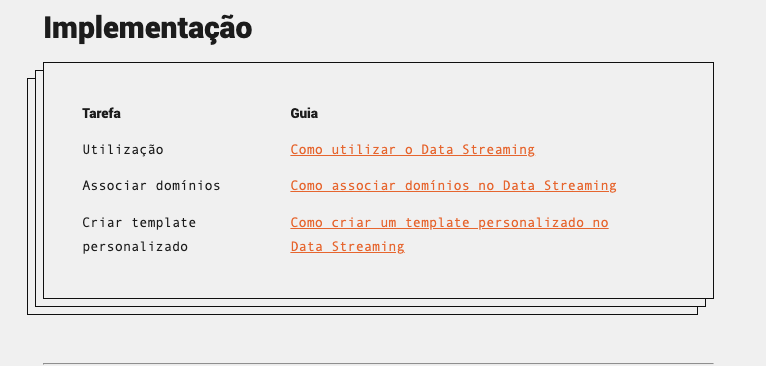 Implementação
Tarefa Guia
Utilização Como utilizar o Data Streaming
Associar domínios Como associar domínios no Data Streaming
Criar template Como criar um template personalizado no
personalizado Data Streaming